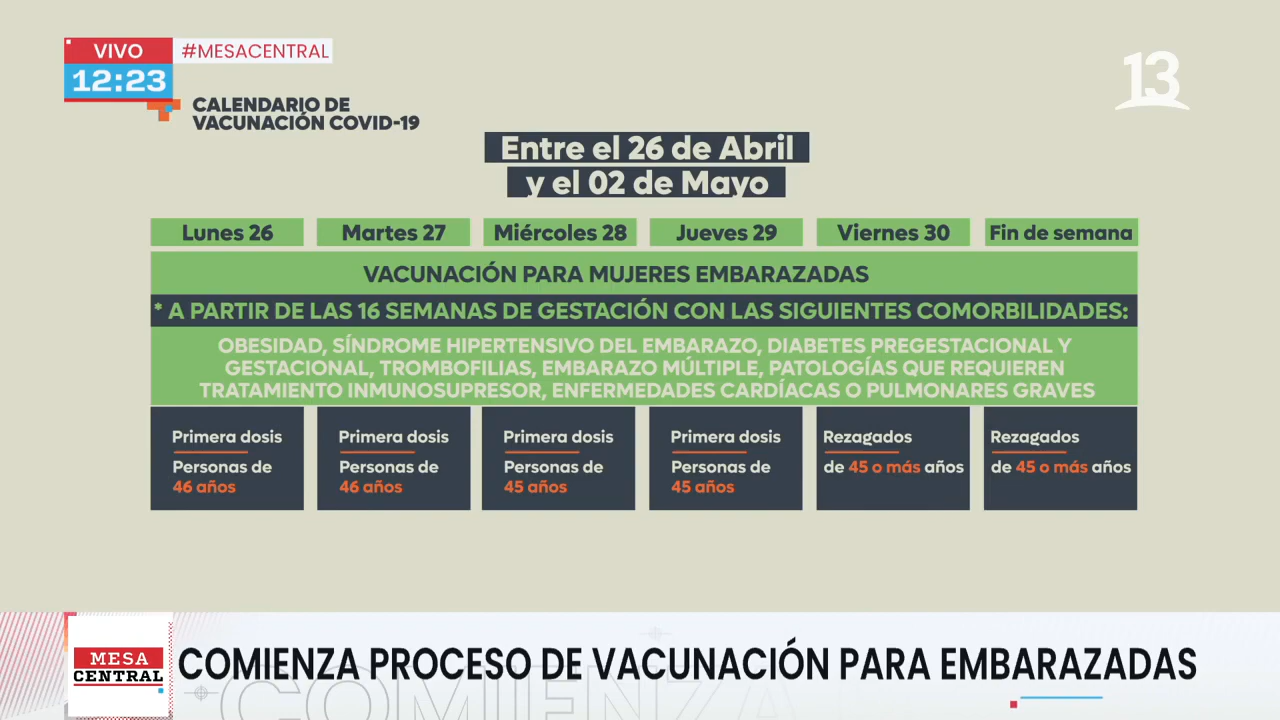 VIVO
#MESACENTRAL
12:23
13
CALENDARIO DE
VACUNACIÓN COVID-19
Entre el 26 de Abril
y el 02 de Mayo
Lunes 26
Martes 27
Miércoles 28
Jueves 29
Viernes 30
Fin de semana
VACUNACIÓN PARA MUJERES EMBARAZADAS
* A PARTIR DE LAS 16 SEMANAS DE GESTACIÓN CON LAS SIGUIENTES COMORBILIDADES:
OBESIDAD, SÍNDROME HIPERTENSIVO DEL EMBARAZO, DIABETES PREGESTACIONAL Y
GESTACIONAL, TROMBOFILIAS, EMBARAZO MÚLTIPLE, PATOLOGÍAS QUE REQUIEREN
TRATAMIENTO INMUNOSUPRESOR, ENFERMEDADES CARDÍACAS O PULMONARES GRAVES
Primera dosis
Personas de
46 años
Primera dosis
Personas de
46 años
Primera dosis
Personas de
45 años
Primera dosis
Personas de
45 años
Rezagados
de 45 o más años
Rezagados
de 45 o más años
MESA
CENTRAL
COMIENZA PROCESO DE VACUNACIÓN PARA EMBARAZADAS
COMIENZA